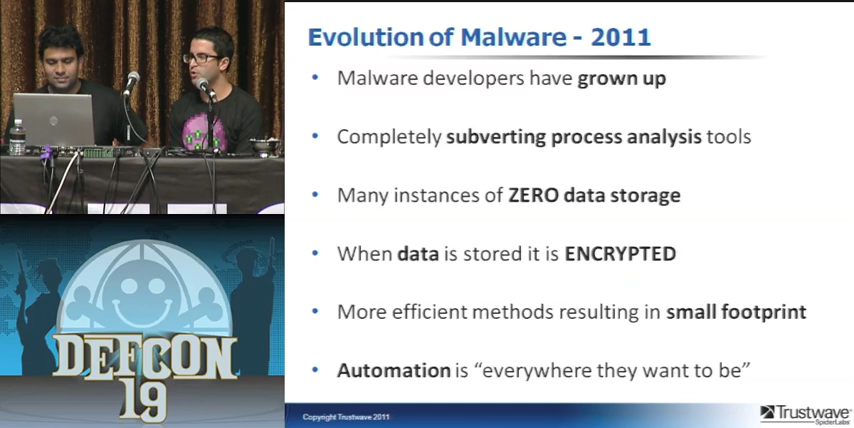 Evolution of Malware - 2011
• Malware developers have grown up
• Completely subverting process analysis tools
• Many instances of ZERO data storage
• When data is stored it is ENCRYPTED
• More efficient methods resulting in small footprint
• Automation is “everywhere they want to be”
DEFCON
19
Copyright Trustwave 2011
Trustwave®
SpiderLabs®